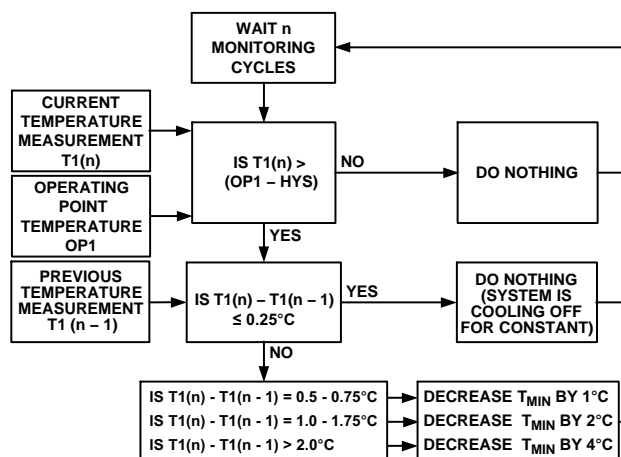 WAIT n
MONITORING
CYCLES
CURRENT
TEMPERATURE
MEASUREMENT
T1(n)
IS T1(n) >
(OP1 – HYS)
NO
DO NOTHING
OPERATING
POINT
TEMPERATURE
OP1
YES
PREVIOUS
TEMPERATURE
MEASUREMENT
T1 (n – 1)
IS T1(n) – T1(n – 1)
≤ 0.25°C
YES
DO NOTHING
(SYSTEM IS
COOLING OFF
FOR CONSTANT)
NO
IS T1(n) - T1(n - 1) = 0.5 - 0.75°C
DECREASE TMIN BY 1°C
IS T1(n) - T1(n - 1) = 1.0 - 1.75°C
DECREASE TMIN BY 2°C
IS T1(n) - T1(n - 1) > 2.0°C
DECREASE TMIN BY 4°C